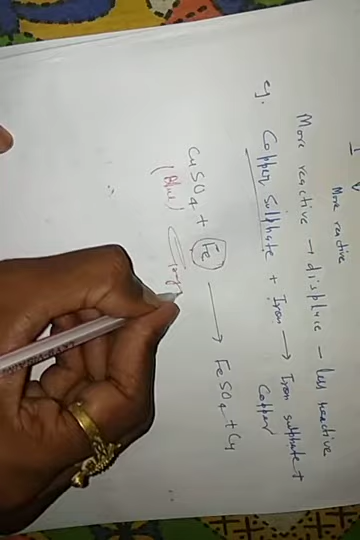 More reactive
More reactive → displace → less reactive
eg. Copper Sulphate + Iron → Iron sulphate + Copper
CuSO4 + Fe → FeSO4 + Cu
(Blue)